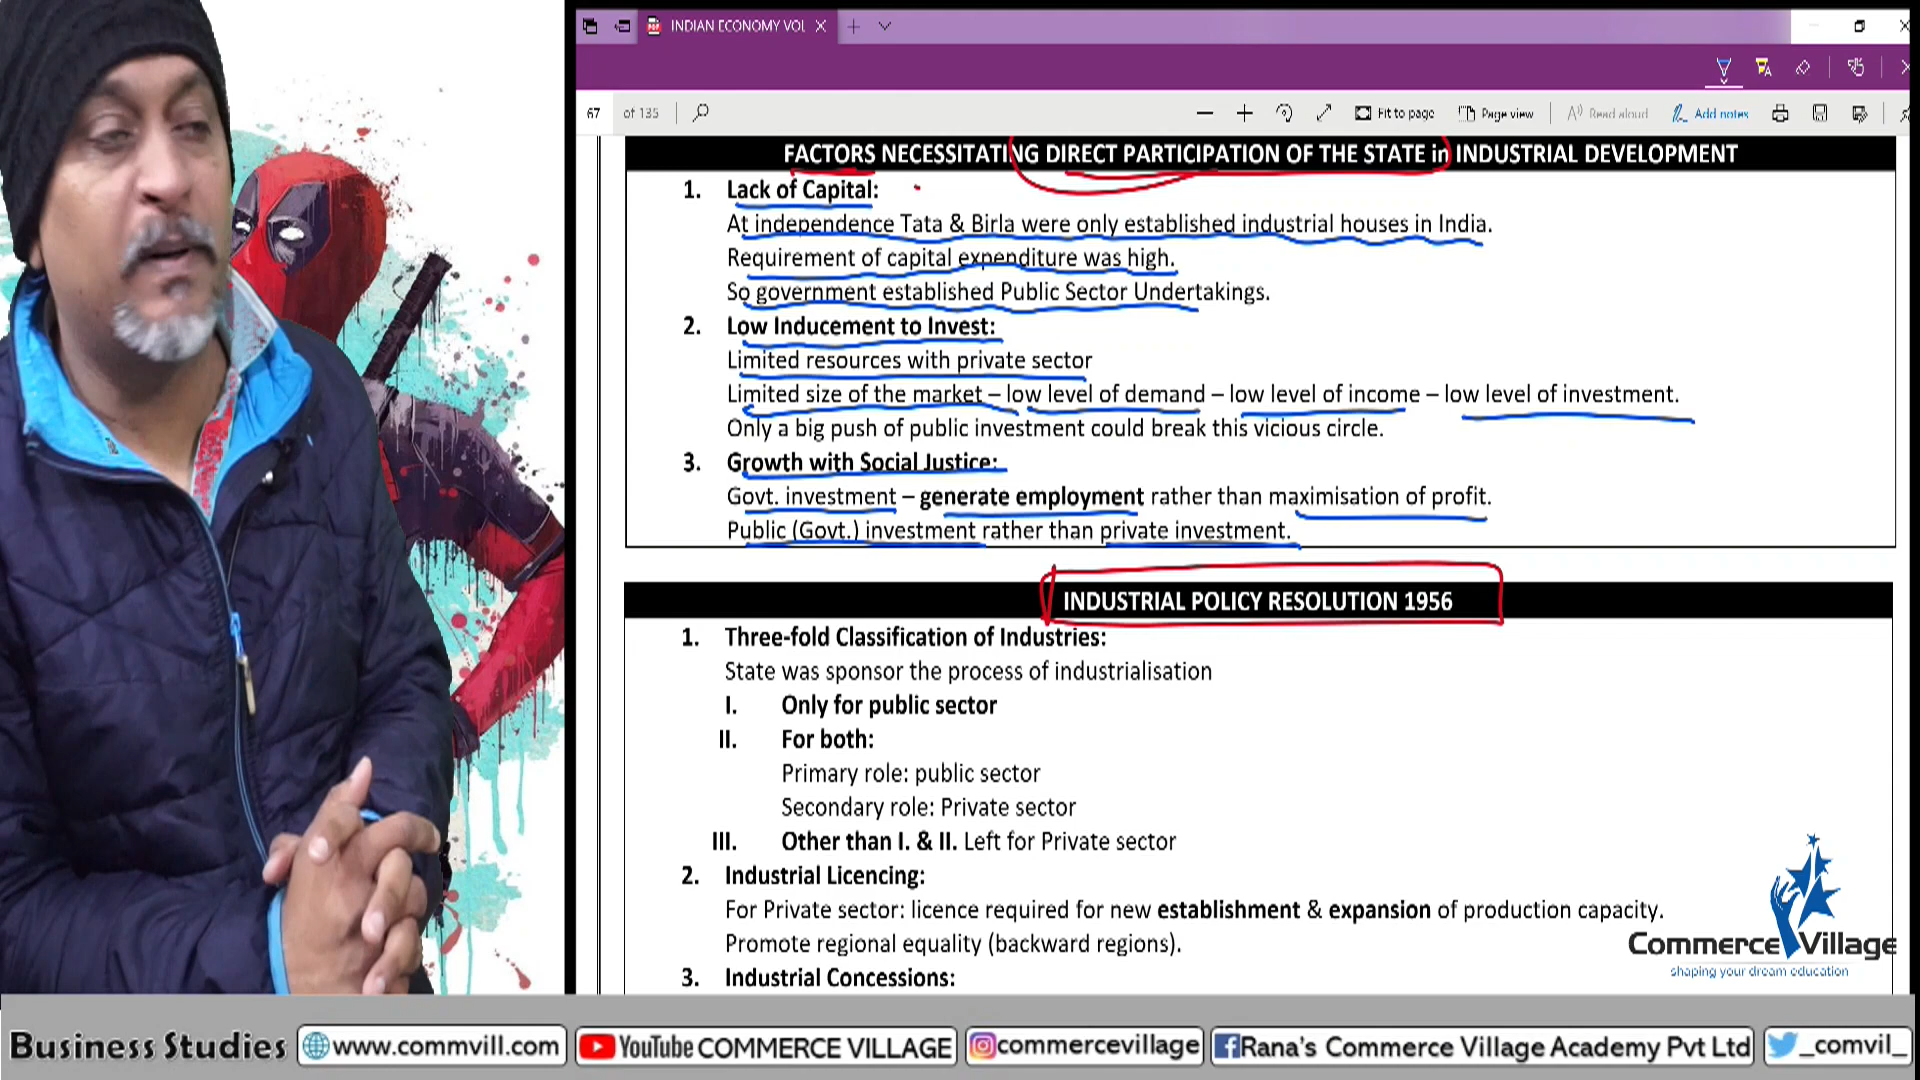 INDIAN ECONOMY VOL
67 of 135
Fit to page
Page view
Read aloud
Add notes
FACTORS NECESSITATING DIRECT PARTICIPATION OF THE STATE in INDUSTRIAL DEVELOPMENT
1. Lack of Capital:
At independence Tata & Birla were only established industrial houses in India.
Requirement of capital expenditure was high.
So government established Public Sector Undertakings.
2. Low Inducement to Invest:
Limited resources with private sector
Limited size of the market – low level of demand – low level of income – low level of investment.
Only a big push of public investment could break this vicious circle.
3. Growth with Social Justice:
Govt. investment – generate employment rather than maximisation of profit.
Public (Govt.) investment rather than private investment.
INDUSTRIAL POLICY RESOLUTION 1956
1. Three-fold Classification of Industries:
State was sponsor the process of industrialisation
I. Only for public sector
II. For both:
Primary role: public sector
Secondary role: Private sector
III. Other than I. & II. Left for Private sector
2. Industrial Licencing:
For Private sector: licence required for new establishment & expansion of production capacity.
Promote regional equality (backward regions).
3. Industrial Concessions:
Commerce Village
shaping your dream education
Business Studies
www.commvill.com
YouTube COMMERCE VILLAGE
commercevillage
Rana's Commerce Village Academy Pvt Ltd
_comvil_